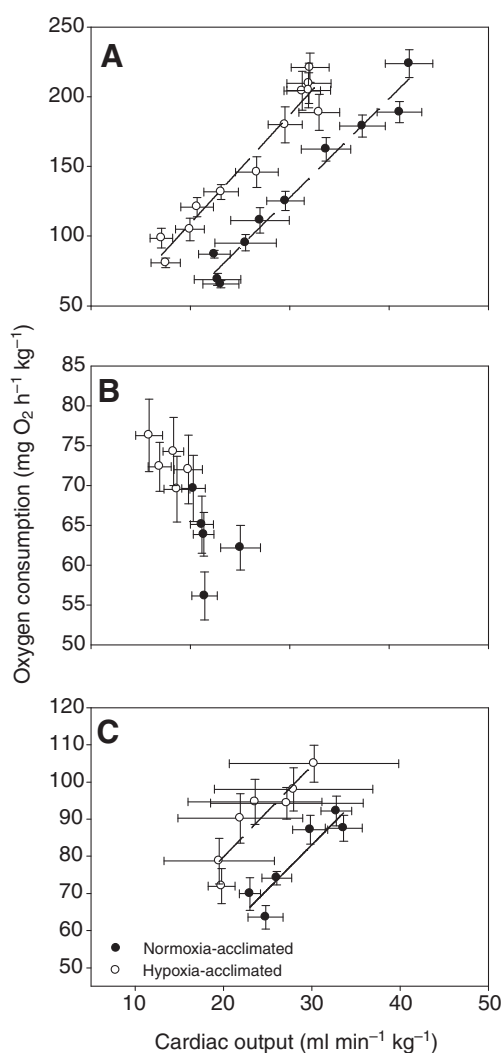 250
A
200
150
100
50
85
B
80
75
70
65
60
55
50
Oxygen consumption (mg O₂ h⁻¹ kg⁻¹)
120
C
110
100
90
80
70
60
50
Normoxia-acclimated
Hypoxia-acclimated
10 20 30 40 50
Cardiac output (ml min⁻¹ kg⁻¹)